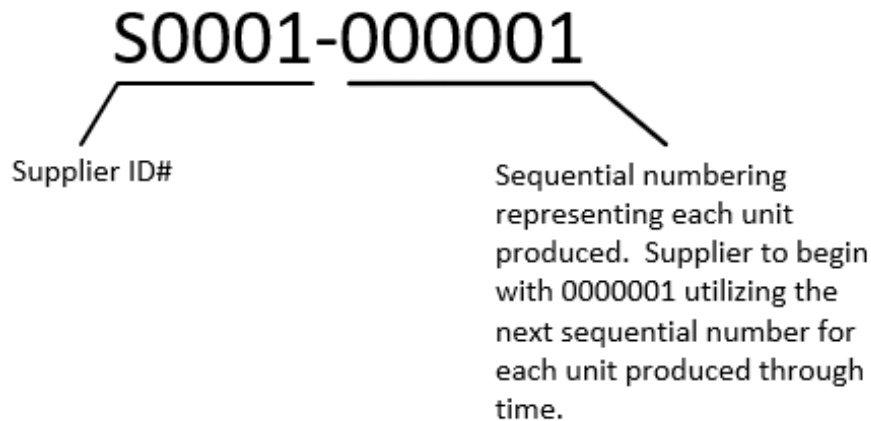 S0001-000001
Supplier ID#
Sequential numbering
representing each unit
produced.  Supplier to begin
with 0000001 utilizing the
next sequential number for
each unit produced through
time.